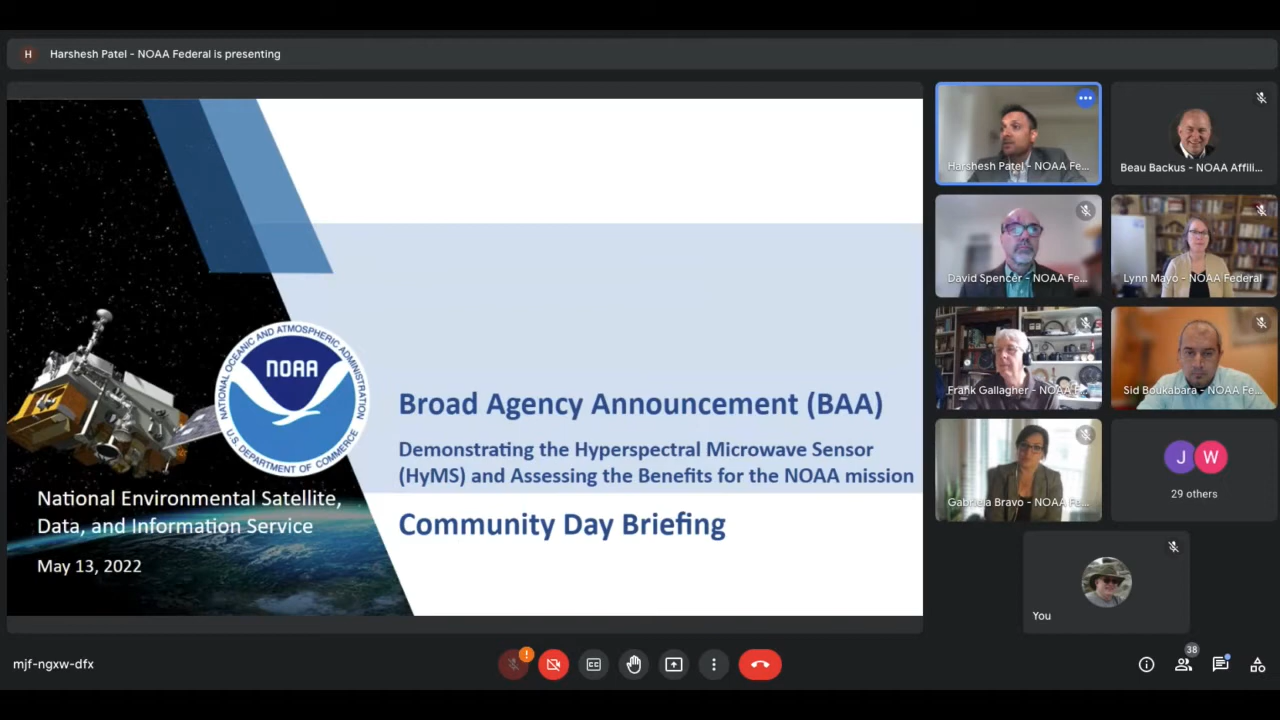 H Harshesh Patel - NOAA Federal is presenting
NATIONAL OCEANIC AND ATMOSPHERIC ADMINISTRATION
NOAA
U.S. DEPARTMENT OF COMMERCE
National Environmental Satellite,
Data, and Information Service
May 13, 2022
Broad Agency Announcement (BAA)
Demonstrating the Hyperspectral Microwave Sensor
(HyMS) and Assessing the Benefits for the NOAA mission
Community Day Briefing
Harshesh Patel - NOAA Fe...
Beau Backus - NOAA Affili...
David Spencer - NOAA Fe...
Lynn Mayo - NOAA Federal
Frank Gallagher - NOAA F...
Sid Boukabara - NOAA Fe...
Gabriela Bravo - NOAA Fe...
J W
29 others
You
mjf-ngxw-dfx
!
CC
38